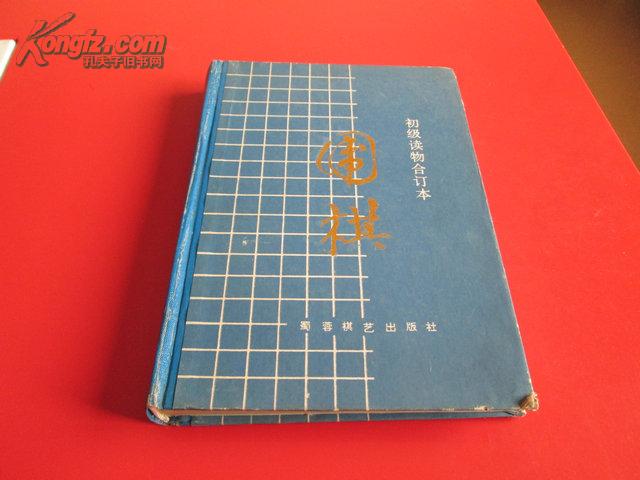 Kongfz.com
孔夫子旧书网
初级读物合订本
围棋
蜀蓉棋艺出版社